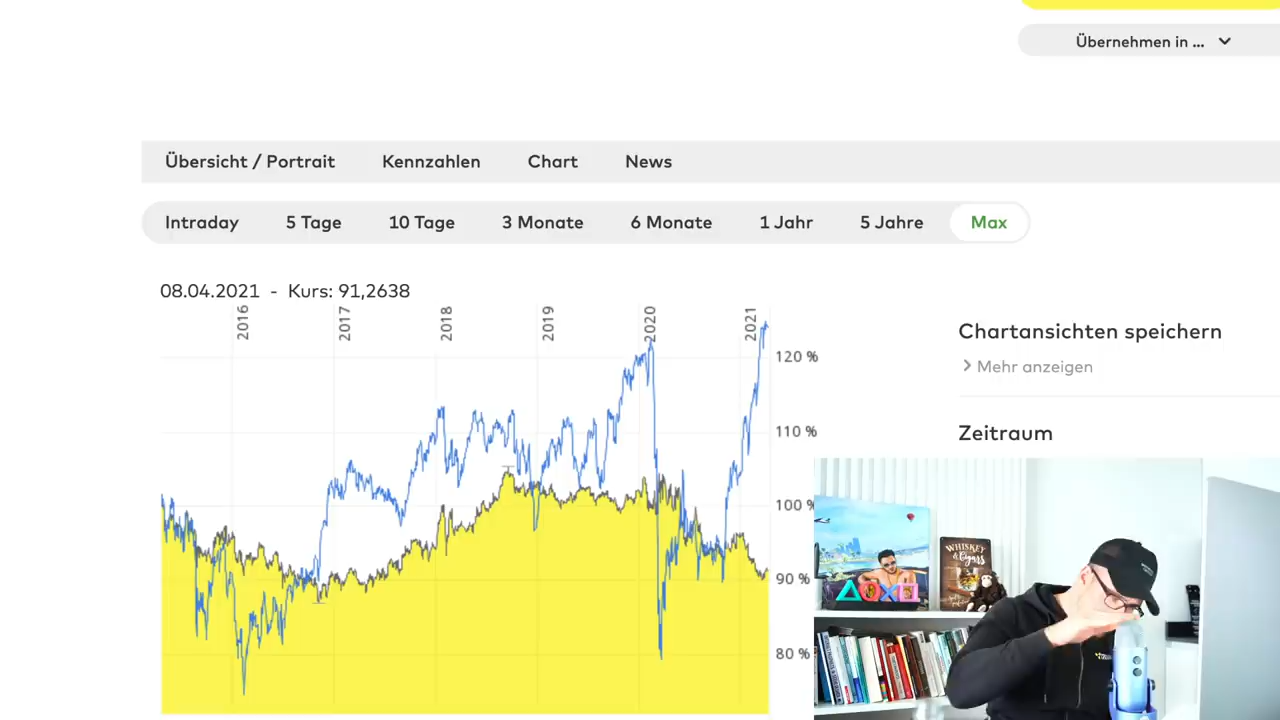 Übernehmen in ...
Übersicht / Portrait Kennzahlen Chart News
Intraday 5 Tage 10 Tage 3 Monate 6 Monate 1 Jahr 5 Jahre Max
08.04.2021 - Kurs: 91,2638
2016 2017 2018 2019 2020 2021
120 %
110 %
100 %
90 %
80 %
Chartansichten speichern
Mehr anzeigen
Zeitraum
WHISKEY
& Cigars